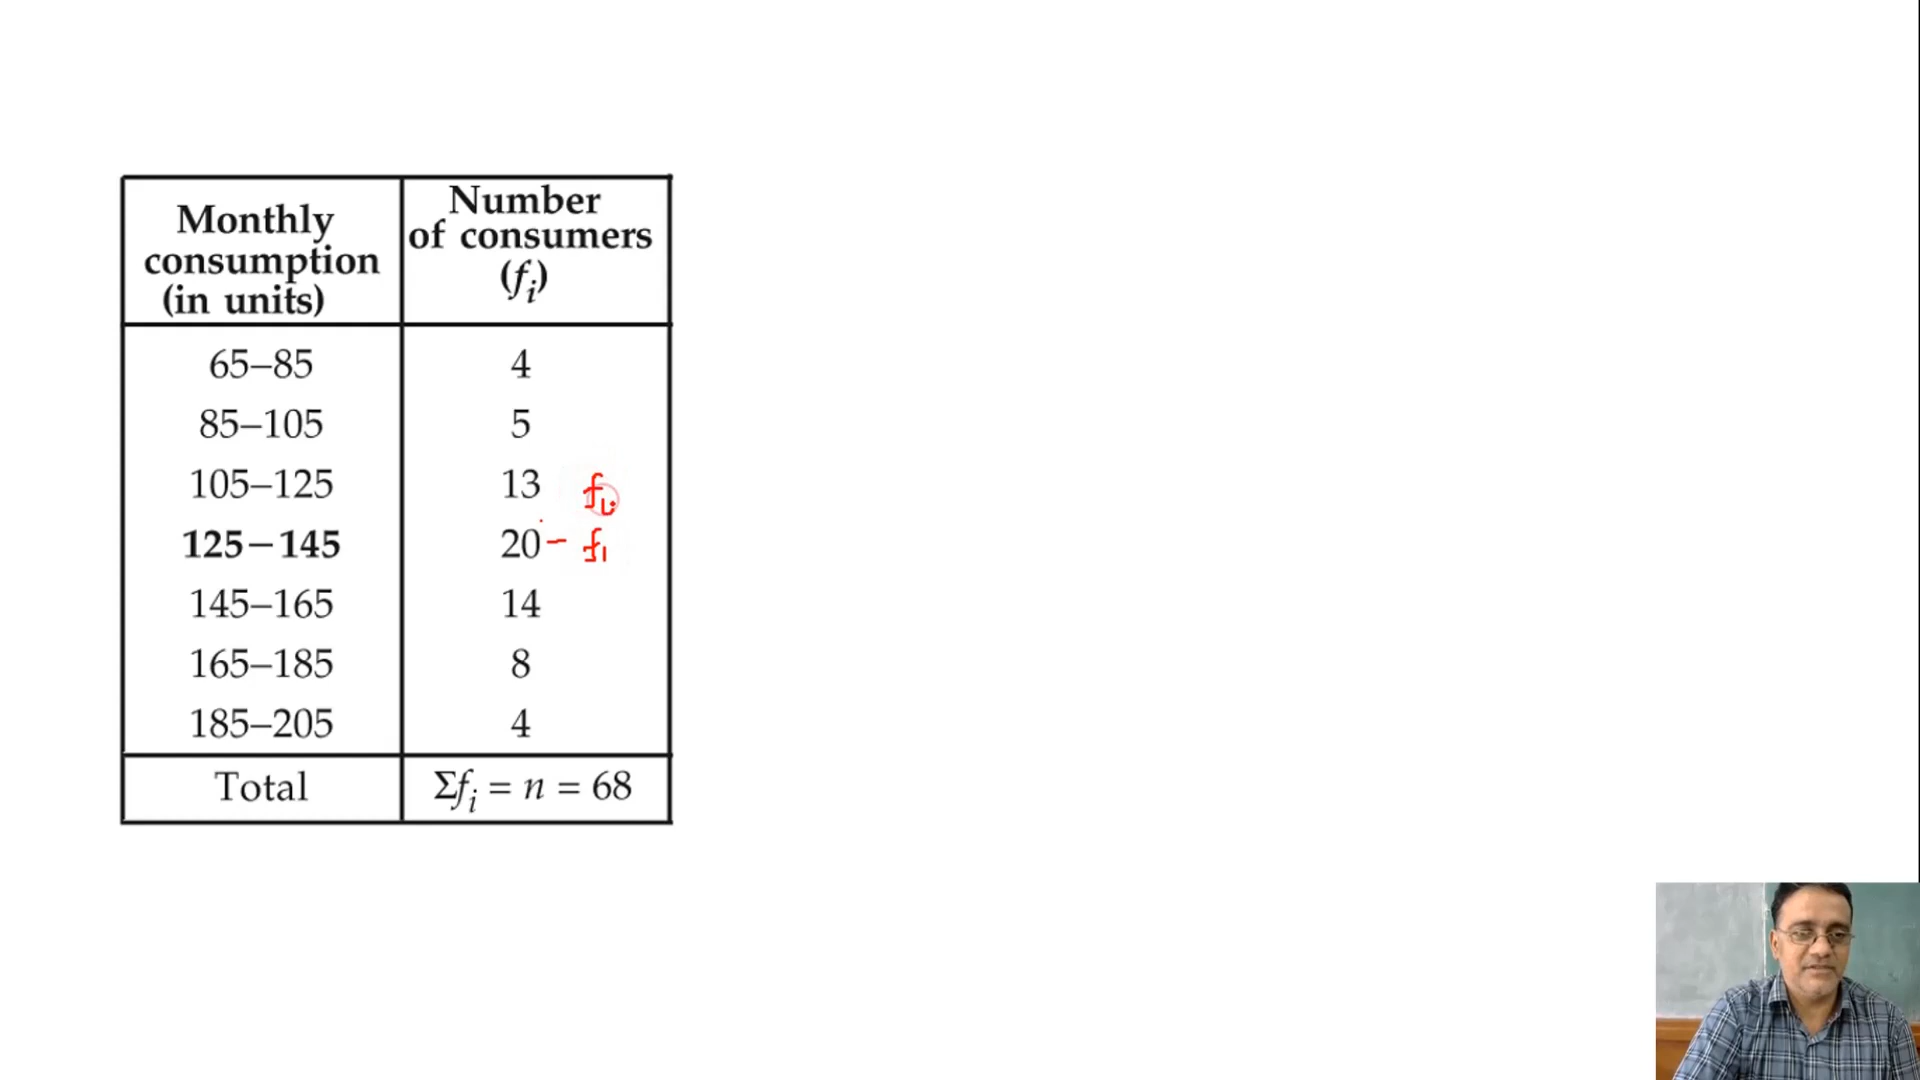 Monthly consumption (in units) Number of consumers (fᵢ)
65–85 4
85–105 5
105–125 13
125–145 20 – f₁
145–165 14
165–185 8
185–205 4
Total Σfᵢ = n = 68